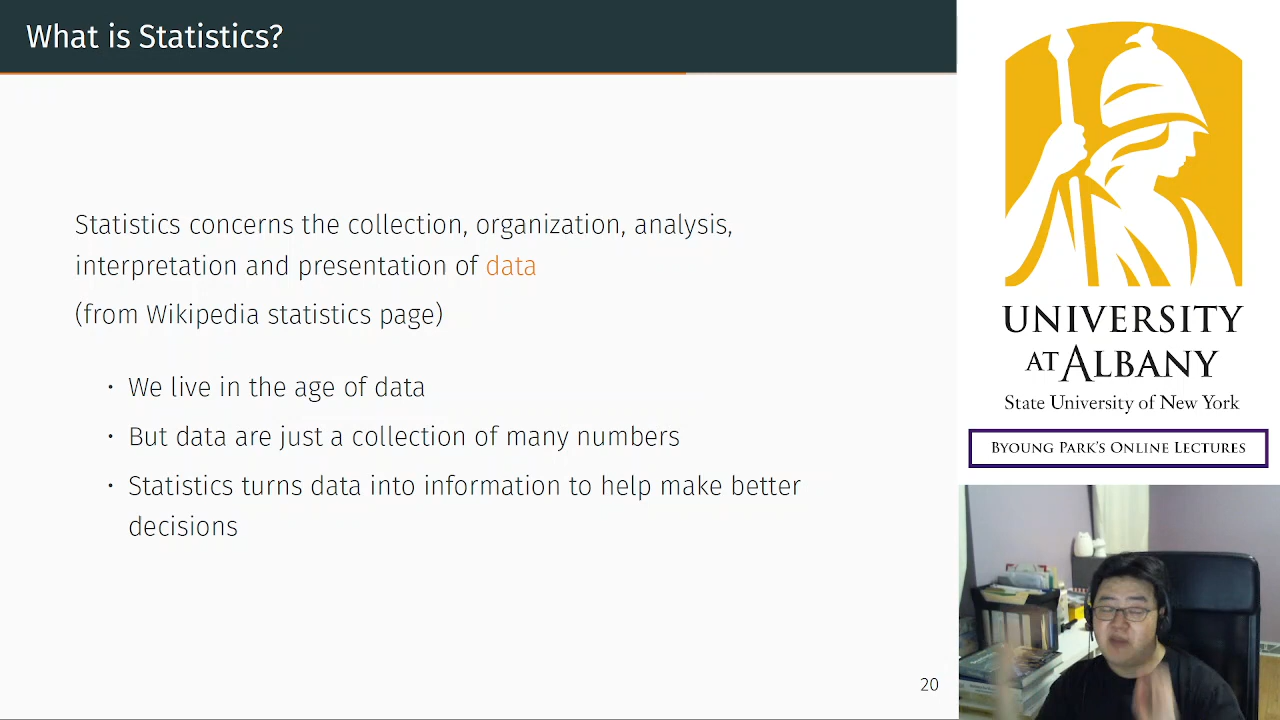 What is Statistics?
Statistics concerns the collection, organization, analysis,
interpretation and presentation of data
(from Wikipedia statistics page)
• We live in the age of data
• But data are just a collection of many numbers
• Statistics turns data into information to help make better
decisions
20
UNIVERSITY
AT ALBANY
State University of New York
BYOUNG PARK'S ONLINE LECTURES